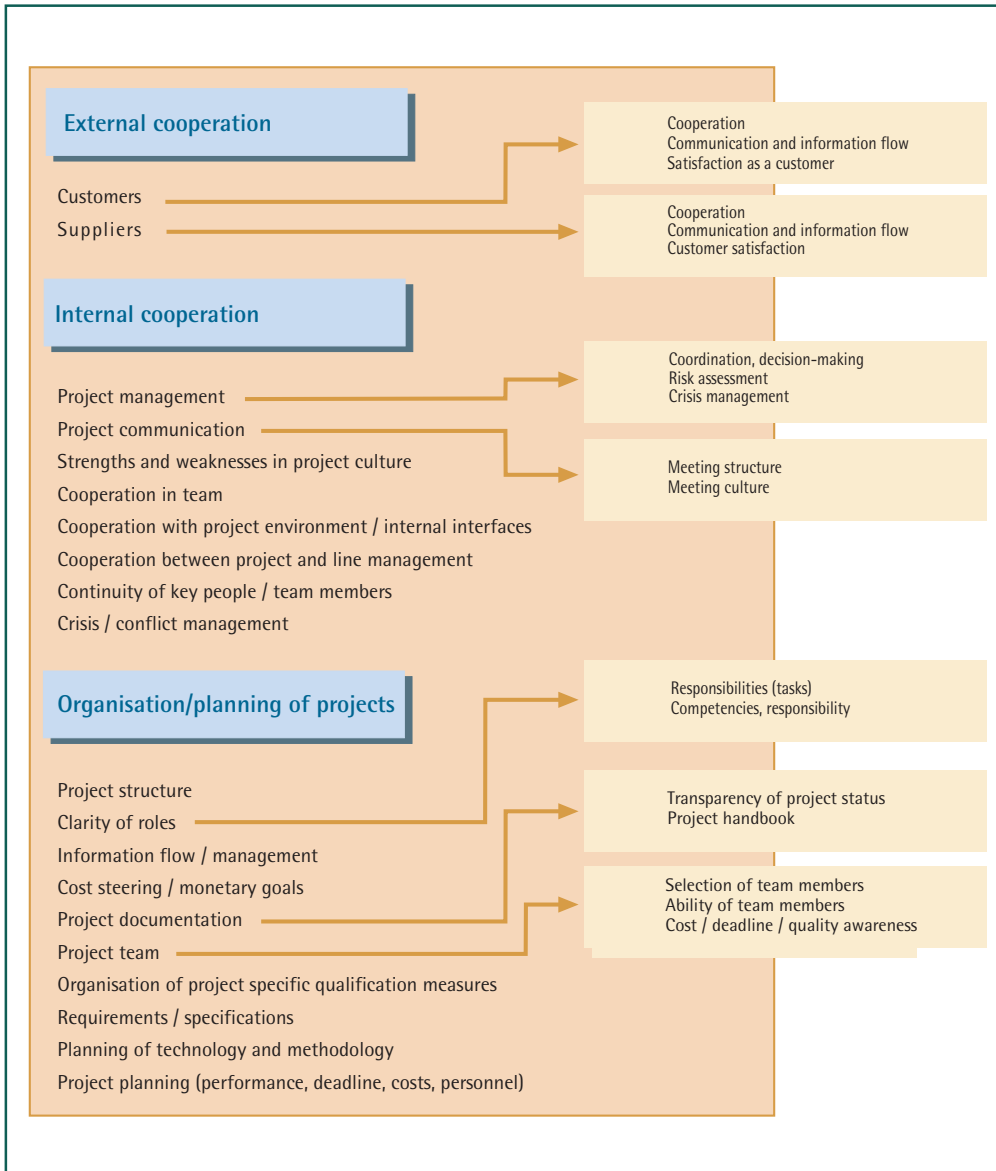 External cooperation
Customers
Suppliers
Cooperation
Communication and information flow
Satisfaction as a customer
Cooperation
Communication and information flow
Customer satisfaction
Internal cooperation
Project management
Project communication
Strengths and weaknesses in project culture
Cooperation in team
Cooperation with project environment / internal interfaces
Cooperation between project and line management
Continuity of key people / team members
Crisis / conflict management
Coordination, decision-making
Risk assessment
Crisis management
Meeting structure
Meeting culture
Organisation/planning of projects
Project structure
Clarity of roles
Information flow / management
Cost steering / monetary goals
Project documentation
Project team
Organisation of project specific qualification measures
Requirements / specifications
Planning of technology and methodology
Project planning (performance, deadline, costs, personnel)
Responsibilities (tasks)
Competencies, responsibility
Transparency of project status
Project handbook
Selection of team members
Ability of team members
Cost / deadline / quality awareness